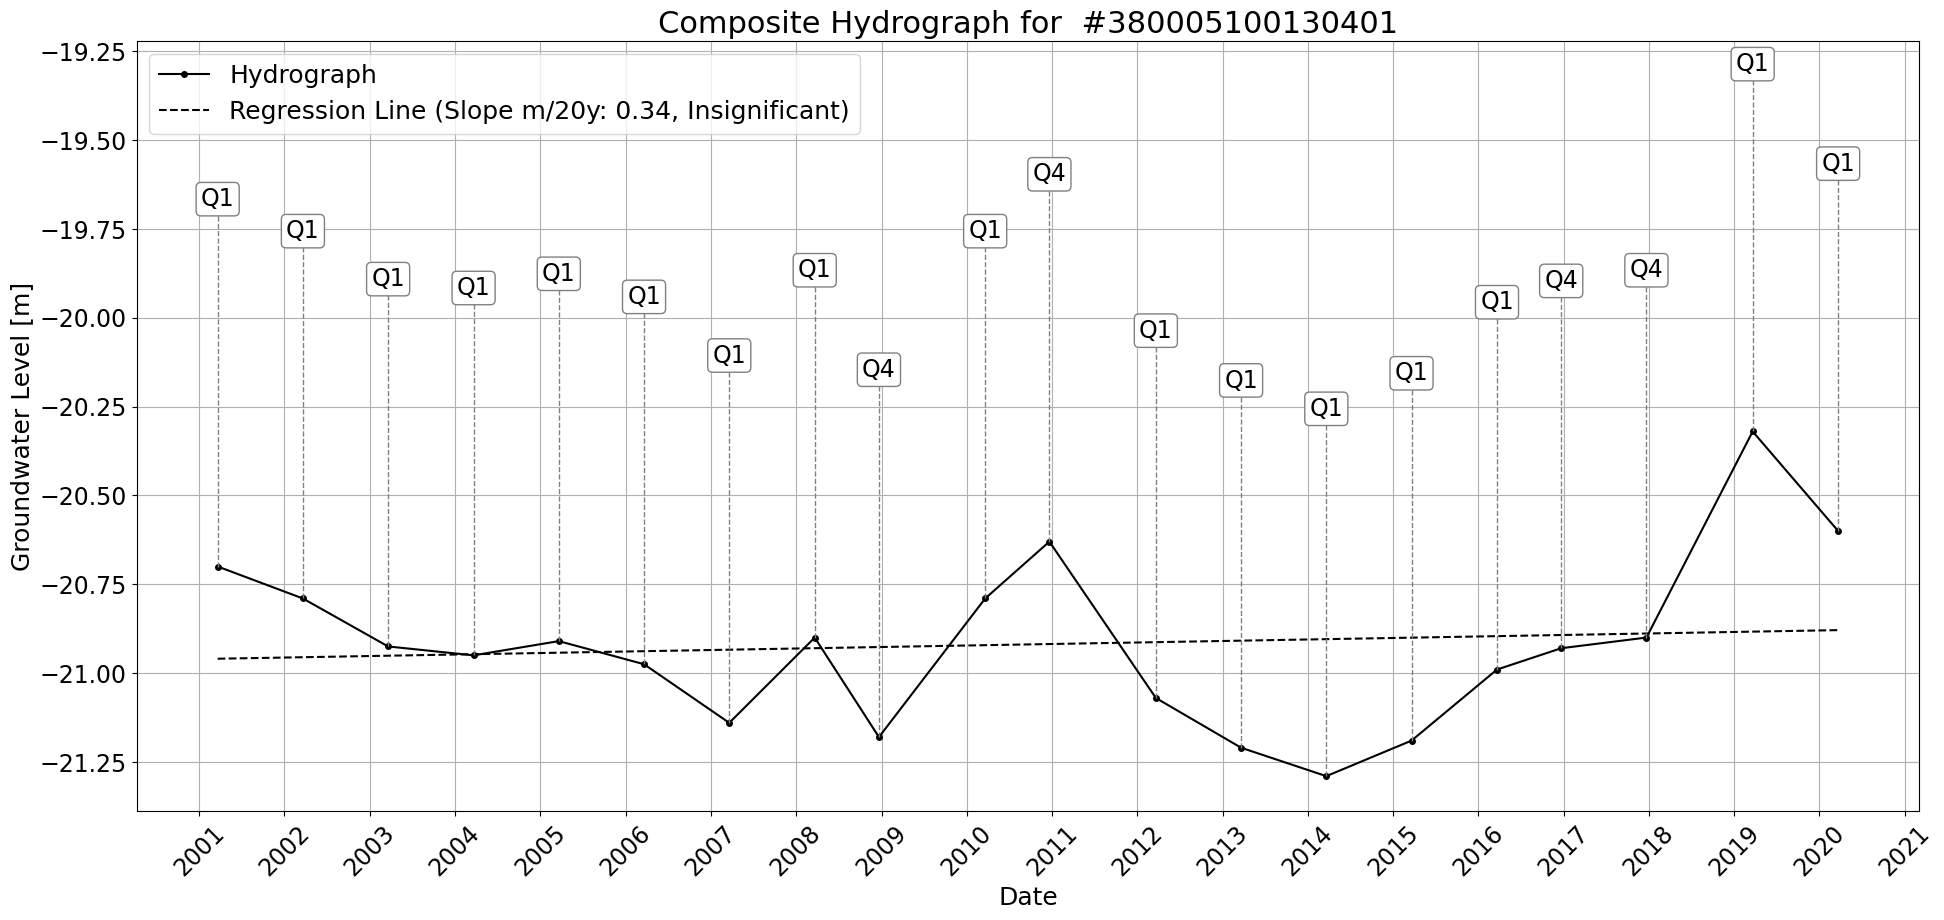 Composite Hydrograph for  #380005100130401
Hydrograph
Regression Line (Slope m/20y: 0.34, Insignificant)
Groundwater Level [m]
−19.25
−19.50
−19.75
−20.00
−20.25
−20.50
−20.75
−21.00
−21.25
Q1
Q1
Q1
Q1
Q1
Q1
Q1
Q1
Q4
Q1
Q4
Q1
Q1
Q1
Q1
Q1
Q4
Q4
Q1
Q1
2001
2002
2003
2004
2005
2006
2007
2008
2009
2010
2011
2012
2013
2014
2015
2016
2017
2018
2019
2020
2021
Date